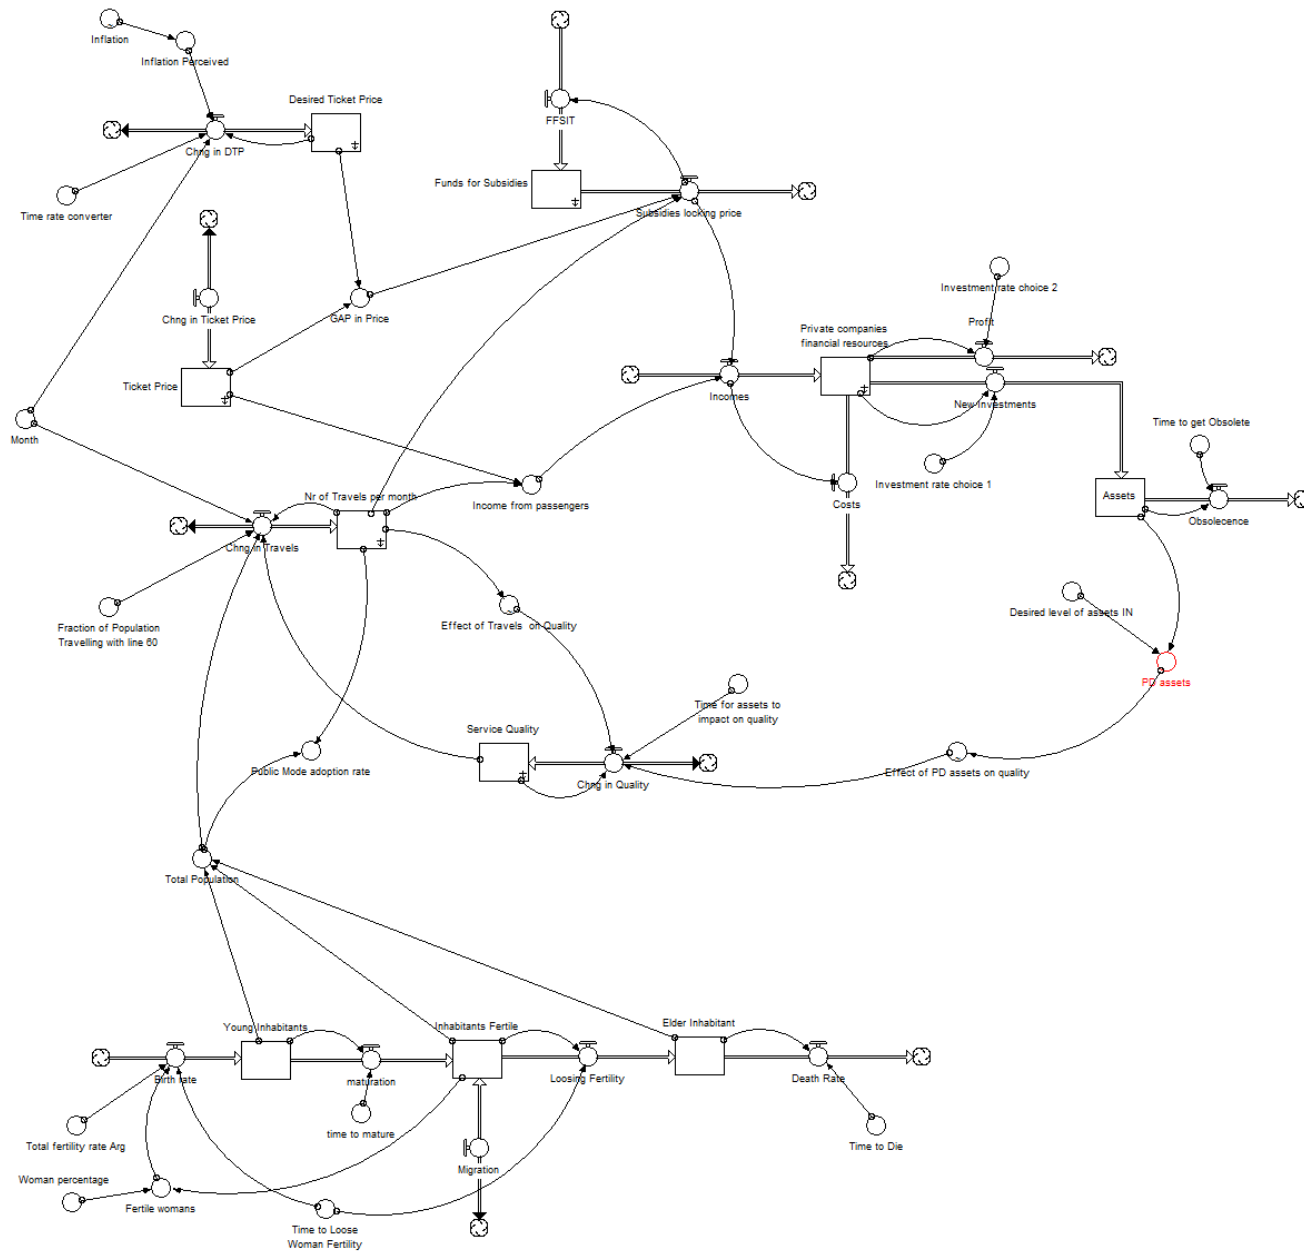 Inflation
Inflation Perceived
Desired Ticket Price
Chng in DTP
FFSIT
Funds for Subsidies
Time rate converter
Subsidies locking price
Investment rate choice 2
Chng in Ticket Price
GAP in Price
Profit
Private companies
financial resources
Ticket Price
Incomes
New Investments
Month
Time to get Obsolete
Investment rate choice 1
Nr of Travels per month
Income from passengers
Costs
Assets
Obsolecence
Chng in Travels
Desired level of assets IN
Fraction of Population
Travelling with line 60
Effect of Travels on Quality
PD assets
Time for assets to
impact on quality
Service Quality
Public Mode adoption rate
Chng in Quality
Effect of PD assets on quality
Total Population
Young Inhabitants
Inhabitants Fertile
Elder Inhabitant
Birth rate
maturation
Loosing Fertility
Death Rate
Total fertility rate Arg
time to mature
Time to Die
Migration
Woman percentage
Fertile womans
Time to Loose
Woman Fertility